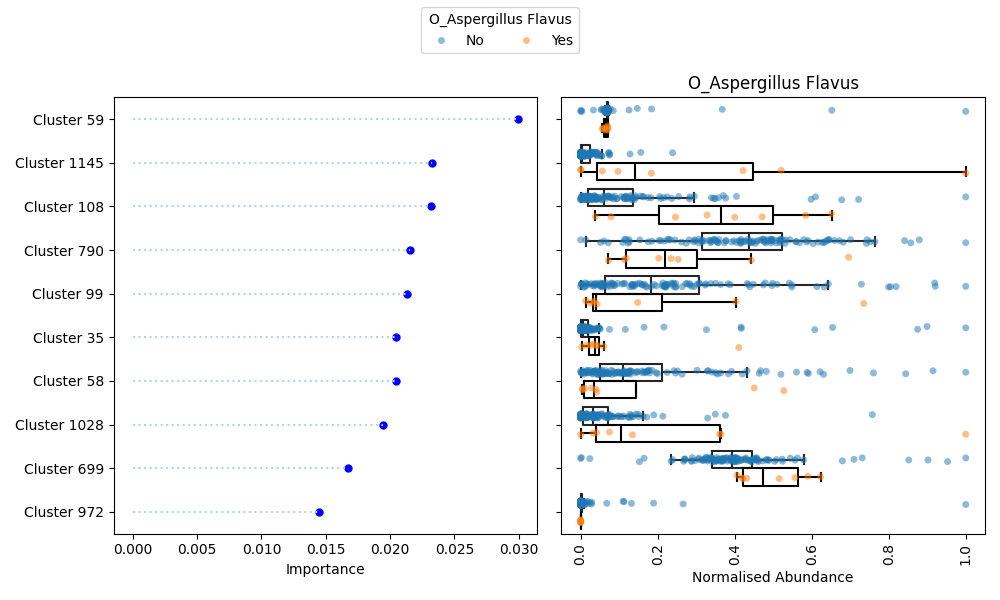 O_Aspergillus Flavus
No Yes
O_Aspergillus Flavus
Cluster 59
Cluster 1145
Cluster 108
Cluster 790
Cluster 99
Cluster 35
Cluster 58
Cluster 1028
Cluster 699
Cluster 972
0.000 0.005 0.010 0.015 0.020 0.025 0.030
Importance
0.0 0.2 0.4 0.6 0.8 1.0
Normalised Abundance